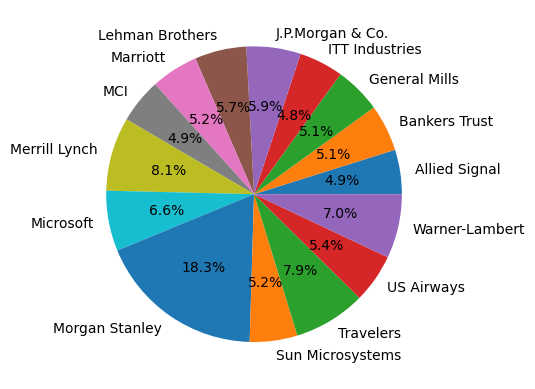 J.P.Morgan & Co.
Lehman Brothers
ITT Industries
Marriott
General Mills
MCI
Bankers Trust
Merrill Lynch
Allied Signal
Microsoft
Warner-Lambert
US Airways
Morgan Stanley
Travelers
Sun Microsystems
5.9%
5.7%
4.8%
5.2%
5.1%
4.9%
5.1%
8.1%
4.9%
6.6%
7.0%
5.4%
18.3%
7.9%
5.2%